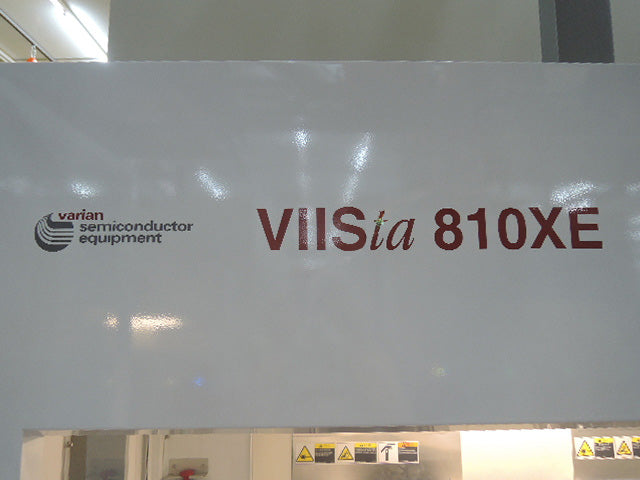 varian
semiconductor
equipment
VIISta 810XE